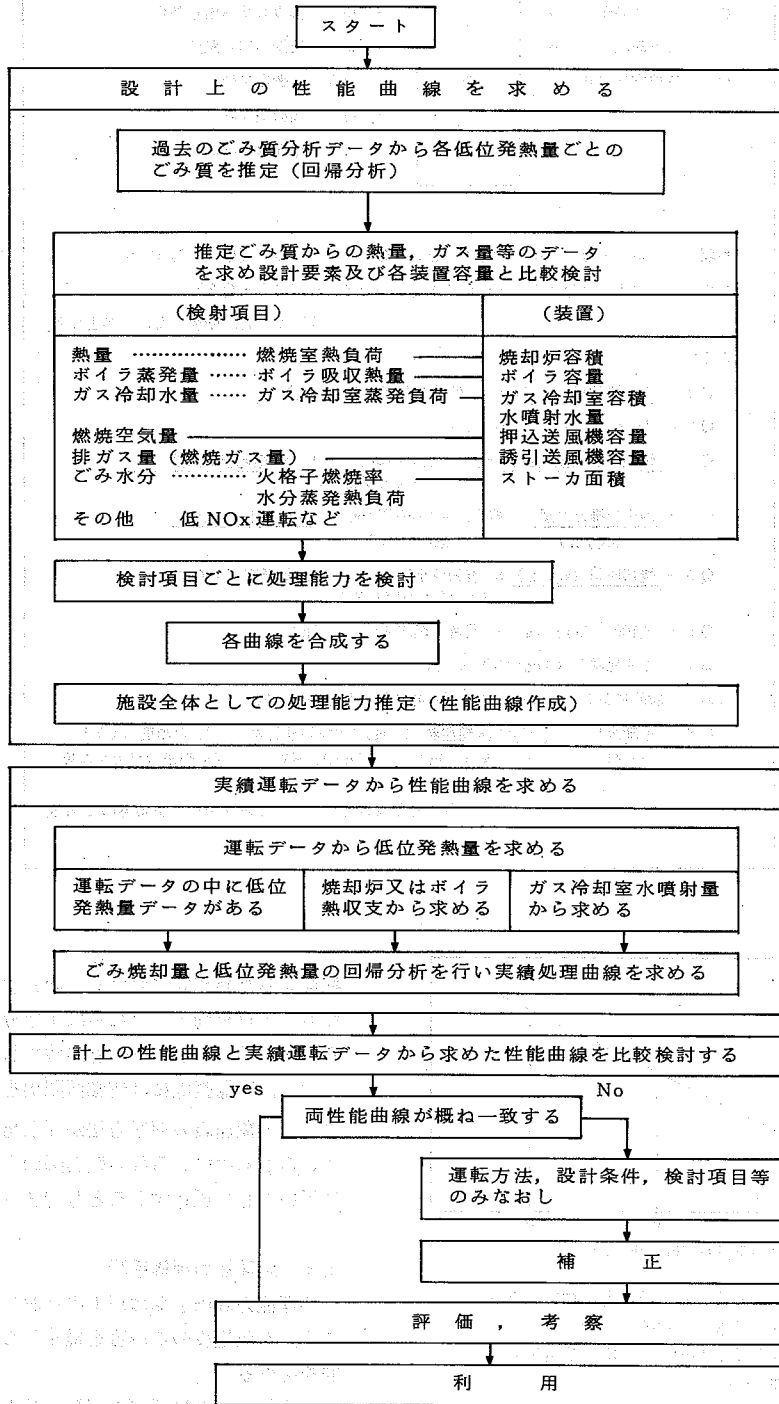 スタート
設計上の性能曲線を求める
過去のごみ質分析データから各低位発熱量ごとの
ごみ質を推定（回帰分析）
推定ごみ質からの熱量，ガス量等のデータ
を求め設計要素及び各装置容量と比較検討
（検射項目）
（装置）
熱量 ……………… 燃焼室熱負荷
焼却炉容積
ボイラ蒸発量 …… ボイラ吸収熱量
ボイラ容量
ガス冷却水量 …… ガス冷却室蒸発負荷
ガス冷却室容積
水噴射水量
燃焼空気量
押込送風機容量
排ガス量（燃焼ガス量）
誘引送風機容量
ごみ水分 ………… 火格子燃焼率
ストーカ面積
水分蒸発熱負荷
その他 低NOx運転など
検討項目ごとに処理能力を検討
各曲線を合成する
施設全体としての処理能力推定（性能曲線作成）
実績運転データから性能曲線を求める
運転データから低位発熱量を求める
運転データの中に低位
発熱量データがある
焼却炉又はボイラ
熱収支から求める
ガス冷却室水噴射量
から求める
ごみ焼却量と低位発熱量の回帰分析を行い実績処理曲線を求める
計上の性能曲線と実績運転データから求めた性能曲線を比較検討する
yes
No
両性能曲線が概ね一致する
運転方法，設計条件，検討項目等
のみなおし
補正
評価，考察
利用